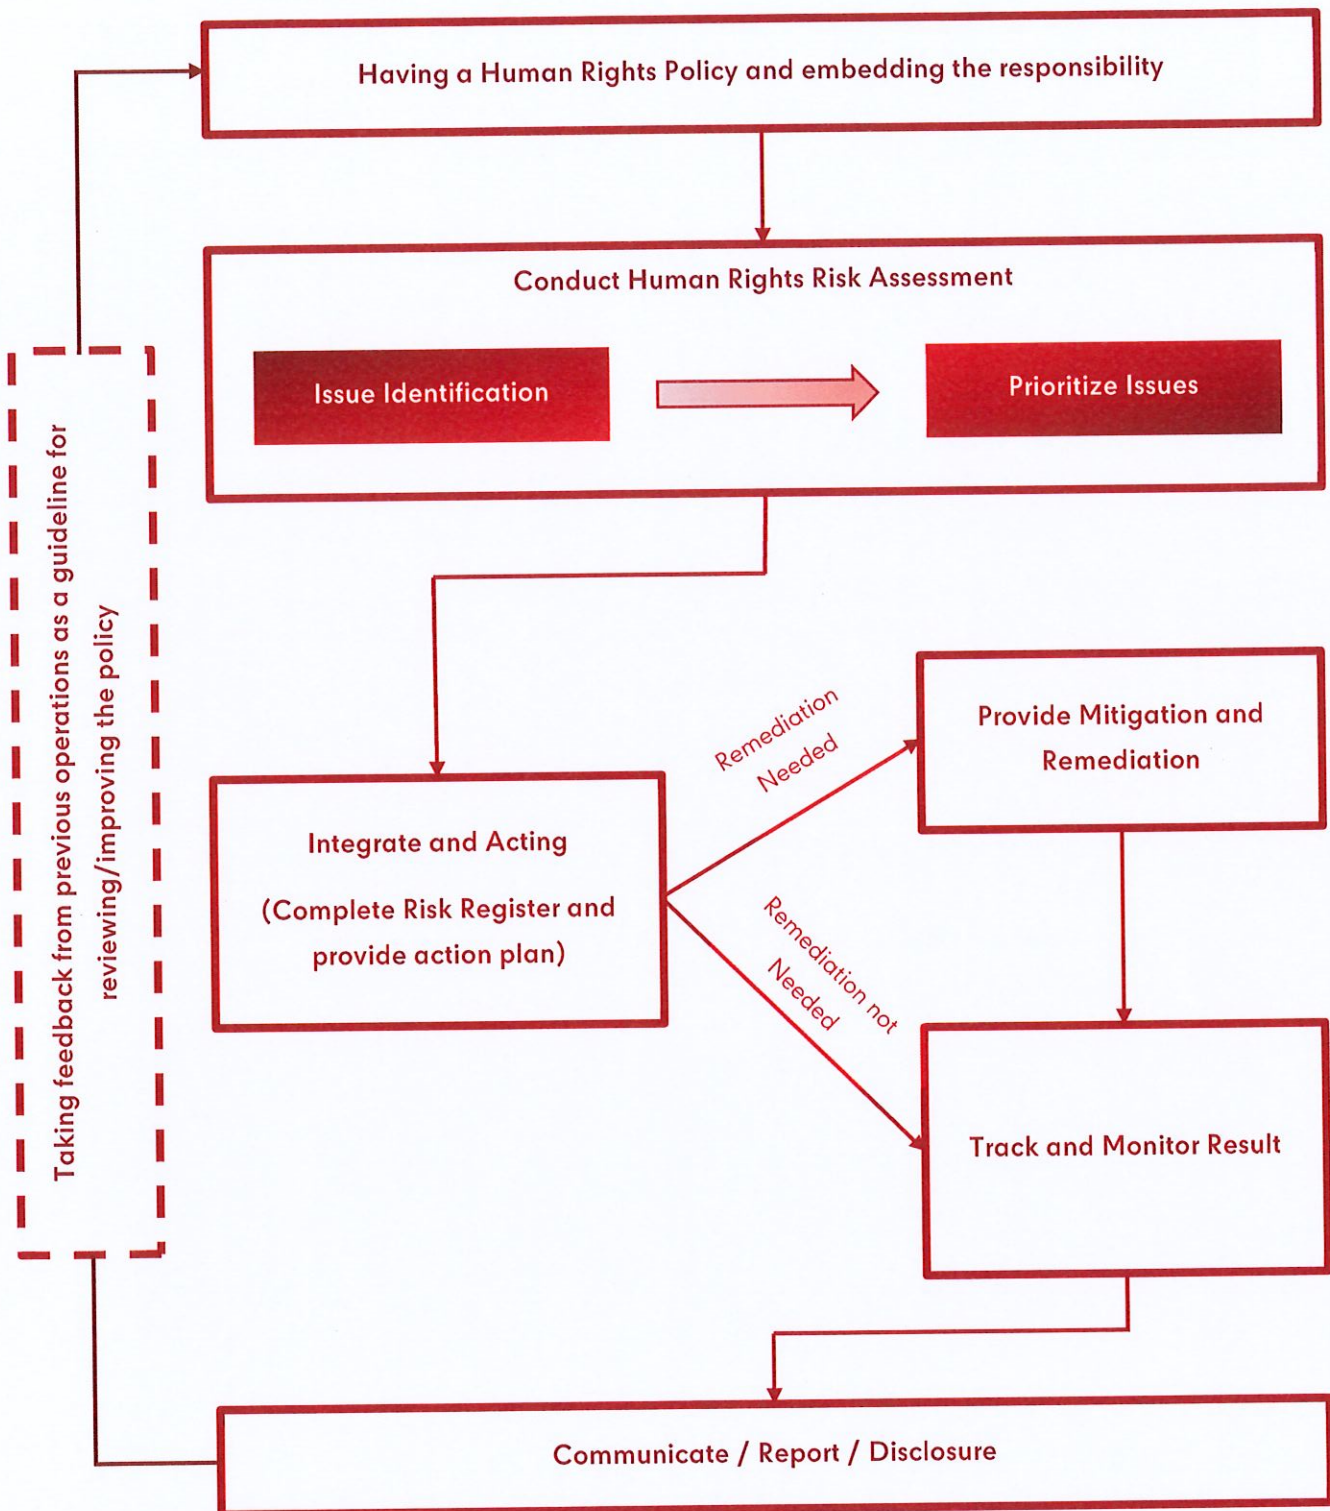 Having a Human Rights Policy and embedding the responsibility
Conduct Human Rights Risk Assessment
Issue Identification
Prioritize Issues
Taking feedback from previous operations as a guideline for
reviewing/improving the policy
Remediation
Needed
Provide Mitigation and
Remediation
Integrate and Acting
(Complete Risk Register and
provide action plan)
Remediation not
Needed
Track and Monitor Result
Communicate / Report / Disclosure